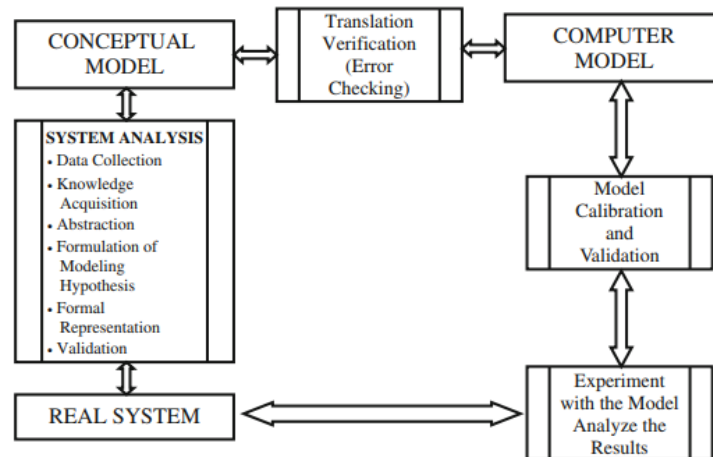 CONCEPTUAL
MODEL
Translation
Verification
(Error
Checking)
COMPUTER
MODEL
SYSTEM ANALYSIS
• Data Collection
• Knowledge
Acquisition
• Abstraction
• Formulation of
Modeling
Hypothesis
• Formal
Representation
• Validation
Model
Calibration
and
Validation
REAL SYSTEM
Experiment
with the Model
Analyze the
Results